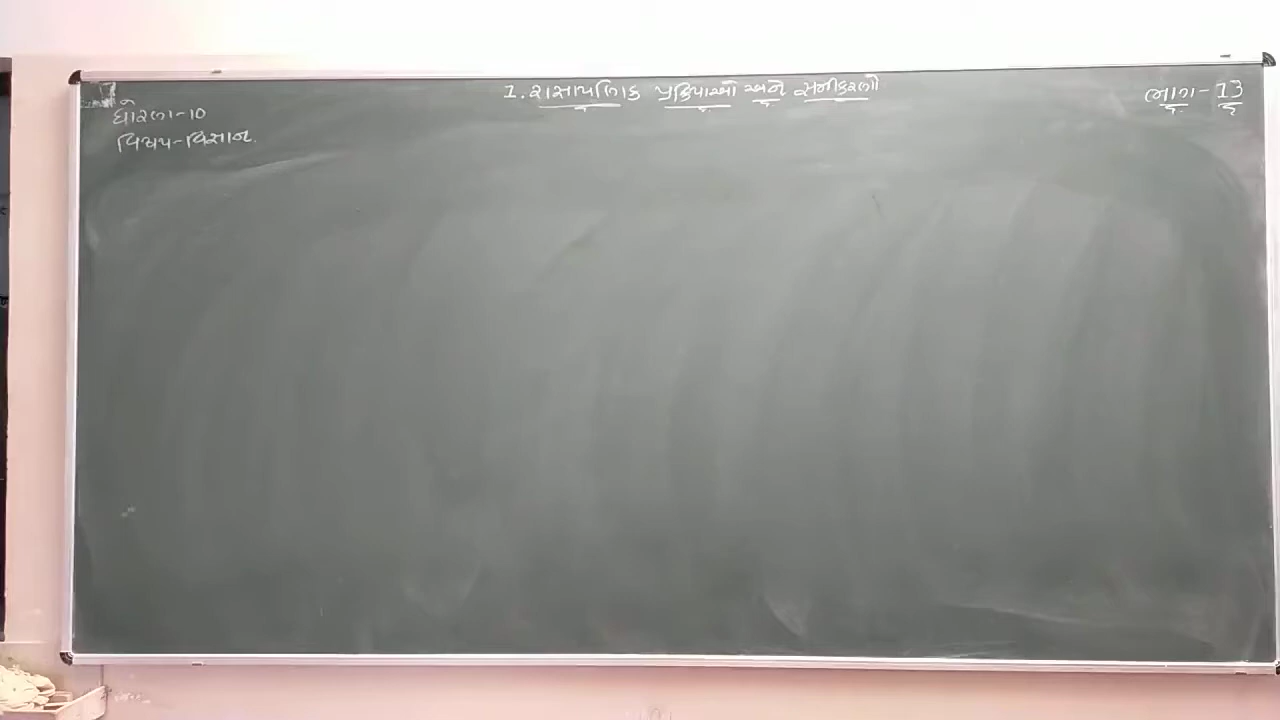 1. રાસાયણિક પ્રક્રિયાઓ અને સમીકરણો
ભાગ-13
ધોરણ-10
વિષય-વિજ્ઞાન.